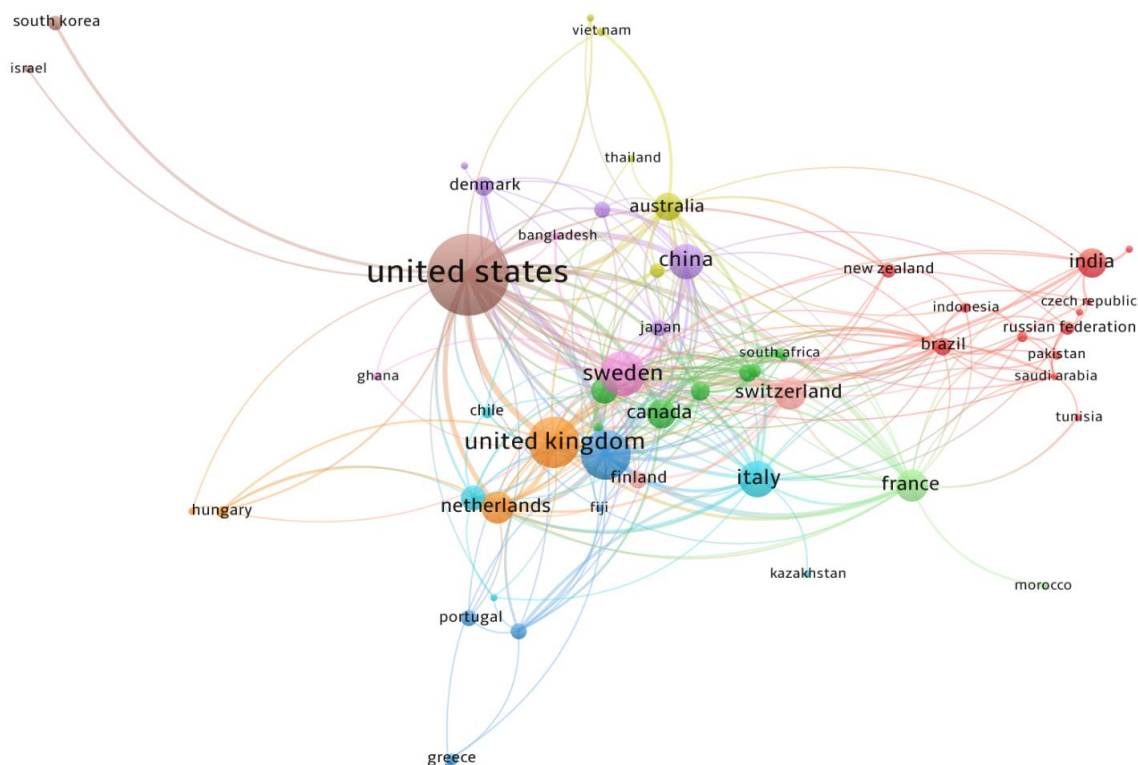 south korea
viet nam
israel
thailand
denmark
australia
bangladesh
china
united states
new zealand
india
indonesia
czech republic
japan
russian federation
brazil
south africa
pakistan
sweden
ghana
saudi arabia
switzerland
chile
canada
tunisia
united kingdom
finland
italy
france
netherlands
fiji
hungary
kazakhstan
morocco
portugal
greece